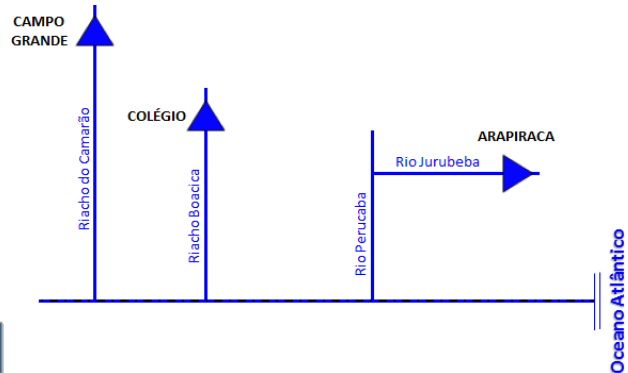 CAMPO
GRANDE
COLÉGIO
ARAPIRACA
Rio Jurubeba
Riacho do Camarão
Riacho Boacica
Rio Perucaba
Oceano Atlântico